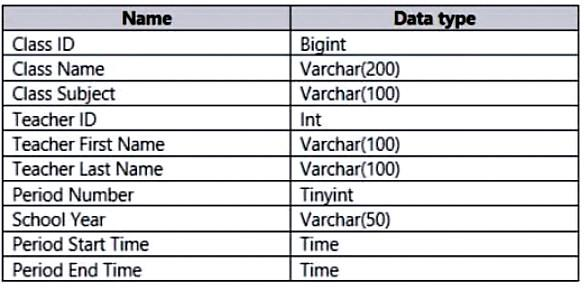 Name Data type
Class ID Bigint
Class Name Varchar(200)
Class Subject Varchar(100)
Teacher ID Int
Teacher First Name Varchar(100)
Teacher Last Name Varchar(100)
Period Number Tinyint
School Year Varchar(50)
Period Start Time Time
Period End Time Time